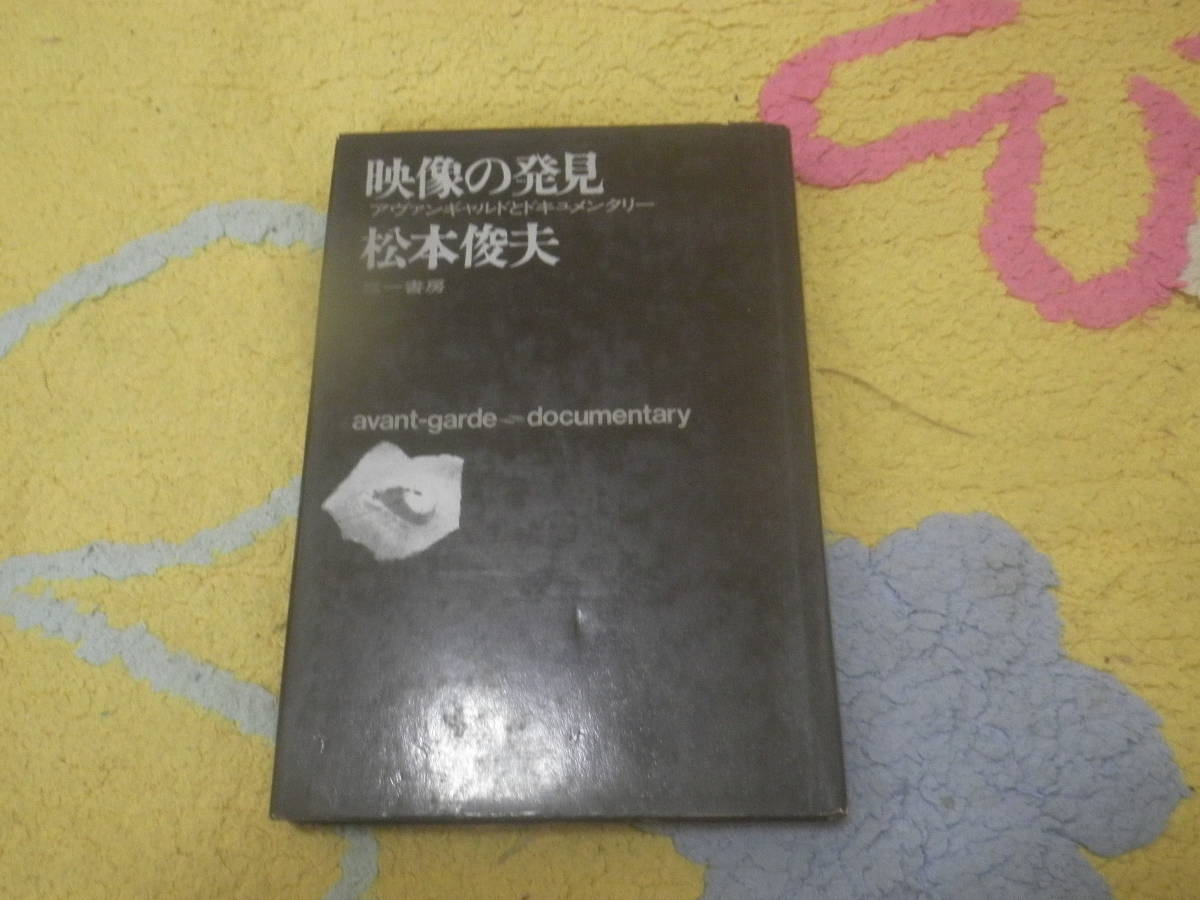 映像の発見
アヴァンギャルドとドキュメンタリー
松本俊夫
三一書房
avant-garde documentary